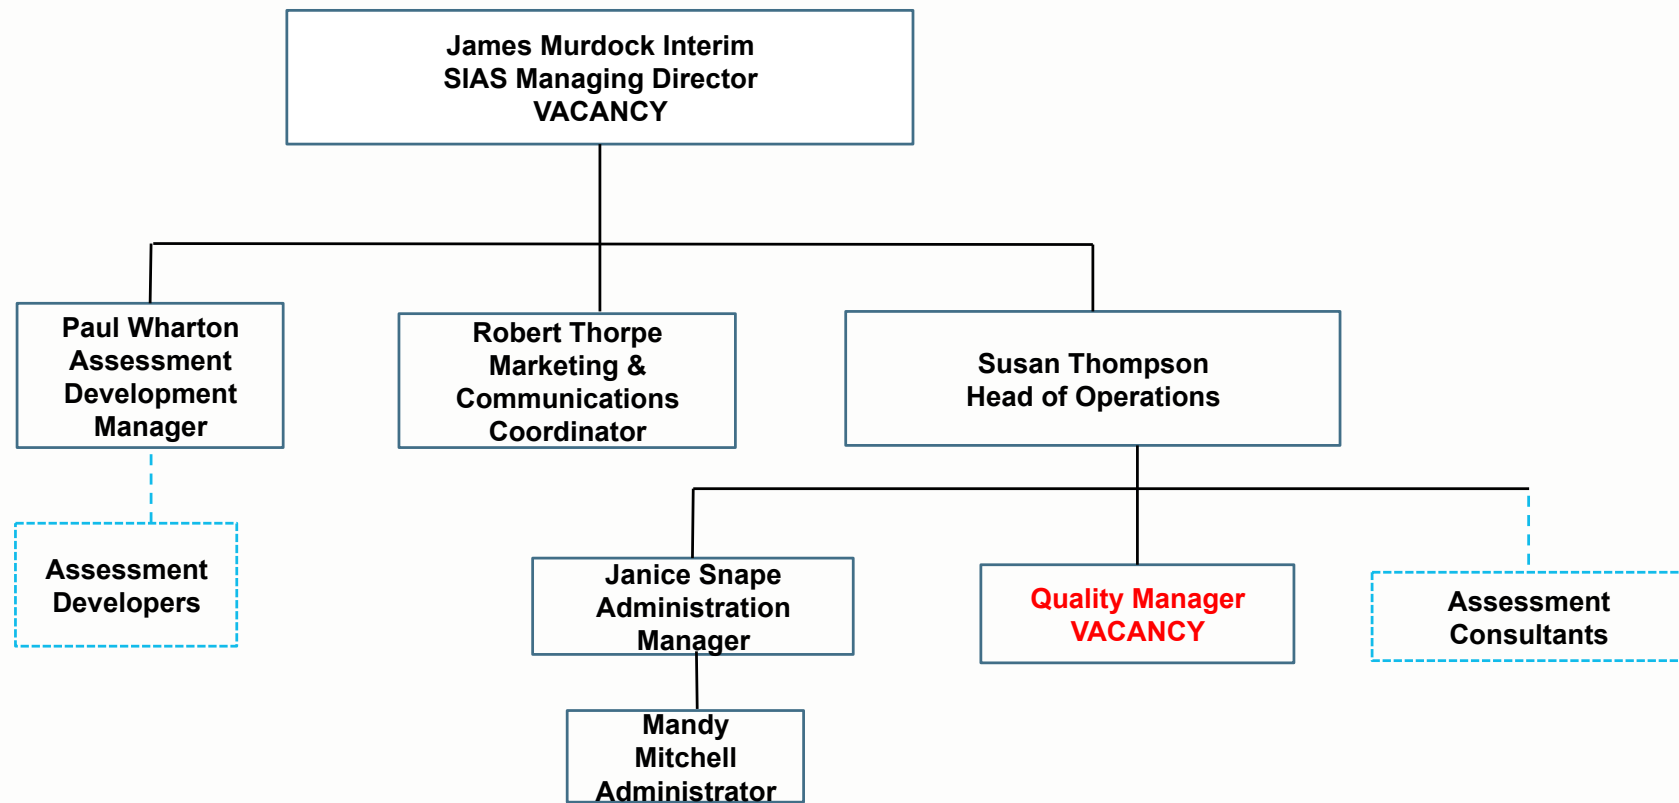 James Murdock Interim
SIAS Managing Director
VACANCY
Paul Wharton
Assessment
Development
Manager
Robert Thorpe
Marketing &
Communications
Coordinator
Susan Thompson
Head of Operations
Assessment
Developers
Janice Snape
Administration
Manager
Quality Manager
VACANCY
Assessment
Consultants
Mandy
Mitchell
Administrator